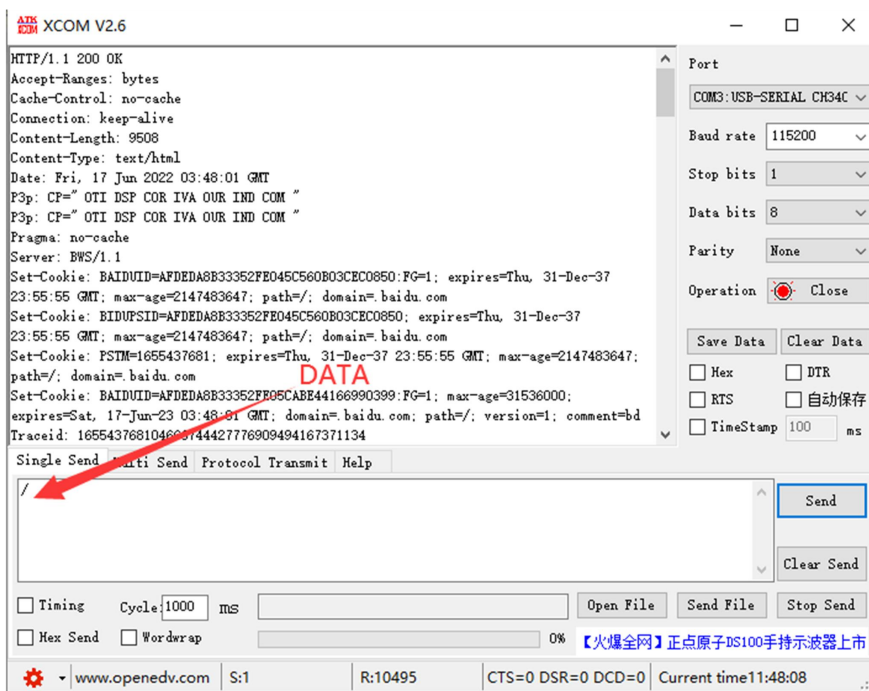 ATK XCOM XCOM V2.6
HTTP/1.1 200 OK
Accept-Ranges: bytes
Cache-Control: no-cache
Connection: keep-alive
Content-Length: 9508
Content-Type: text/html
Date: Fri, 17 Jun 2022 03:48:01 GMT
P3p: CP=" OTI DSP COR IVA OUR IND COM "
P3p: CP=" OTI DSP COR IVA OUR IND COM "
Pragma: no-cache
Server: BWS/1.1
Set-Cookie: BAIDUID=AFDEDA8B33352FE045C560B03CEC0850:FG=1; expires=Thu, 31-Dec-37
23:55:55 GMT; max-age=2147483647; path=/; domain=.baidu.com
Set-Cookie: BIDUPSID=AFDEDA8B33352FE045C560B03CEC0850; expires=Thu, 31-Dec-37
23:55:55 GMT; max-age=2147483647; path=/; domain=.baidu.com
Set-Cookie: PSTM=1655437681; expires=Thu, 31-Dec-37 23:55:55 GMT; max-age=2147483647;
path=/; domain=.baidu.com
DATA
Set-Cookie: max-age=31536000;
expires=Sat, 17-Jun-23 03:48:01 GMT; domain=.baidu.com; path=/; version=1; comment=bd
Traceid:
Port
COM3:USB-SERIAL CH34C
Baud rate 115200
Stop bits 1
Data bits 8
Parity None
Operation Close
Save Data Clear Data
Hex DTR
RTS 自动保存
TimeStamp 100 ms
Single Send Multi Send Protocol Transmit Help
/
Send
Clear Send
Timing Cycle: 1000 ms Open File Send File Stop Send
Hex Send Wordwrap 0% 【火爆全网】正点原子DS100手持示波器上市
www.openedv.com S:1 R:10495 CTS=0 DSR=0 DCD=0 Current time11:48:08